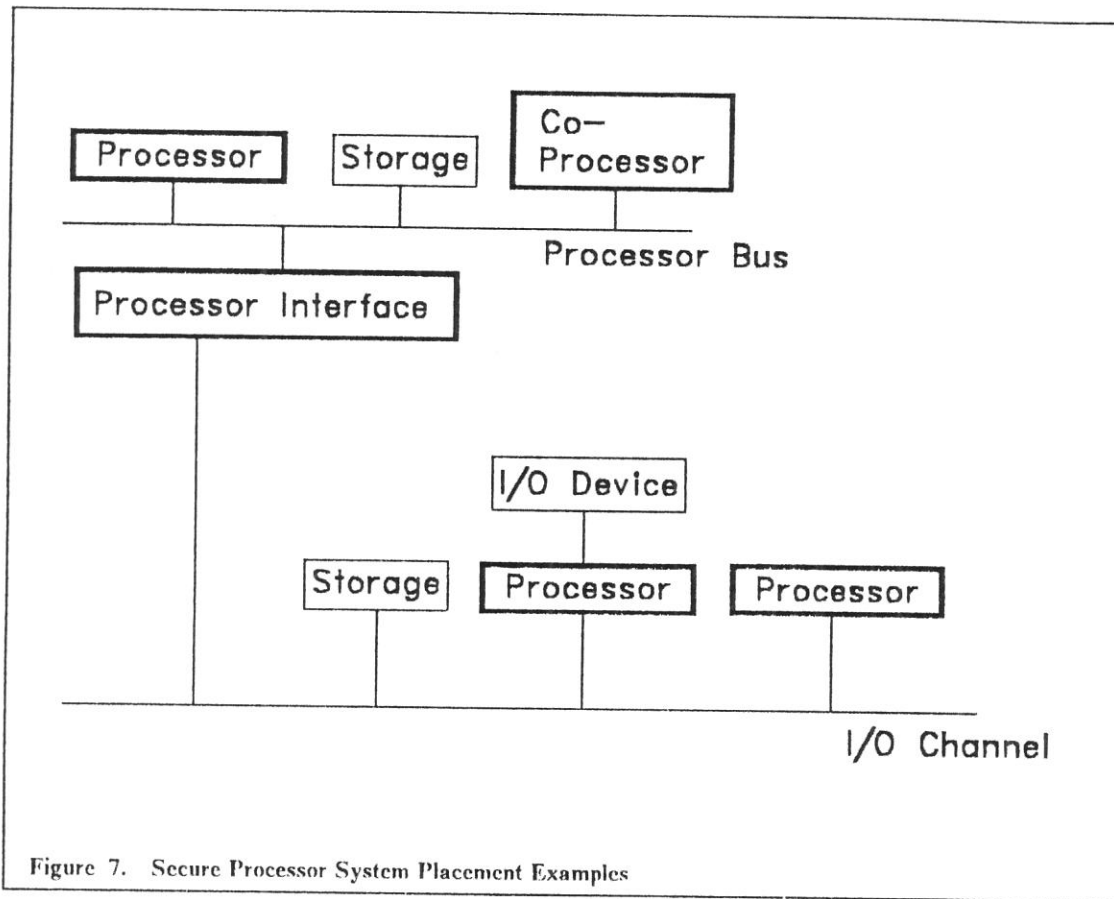 Processor
Storage
Co-
Processor
Processor Bus
Processor Interface
I/O Device
Storage
Processor
Processor
I/O Channel
Figure 7. Secure Processor System Placement Examples